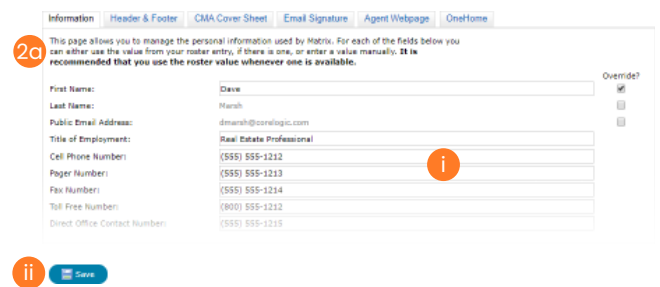 Information Header & Footer CMA Cover Sheet Email Signature Agent Webpage OneHome
2a
This page allows you to manage the personal information used by Matrix. For each of the fields below you
can either use the value from your roster entry, if there is one, or enter a value manually. It is
recommended that you use the roster value whenever one is available.
Override?
First Name: Dave
Last Name: Marsh
Public Email Address: dmarsh@corelogic.com
Title of Employment: Real Estate Professional
Cell Phone Number: (555) 555-1212
i
Pager Number: (555) 555-1213
Fax Number: (555) 555-1214
Toll Free Number: (800) 555-1212
Direct Office Contact Number: (555) 555-1215
ii Save